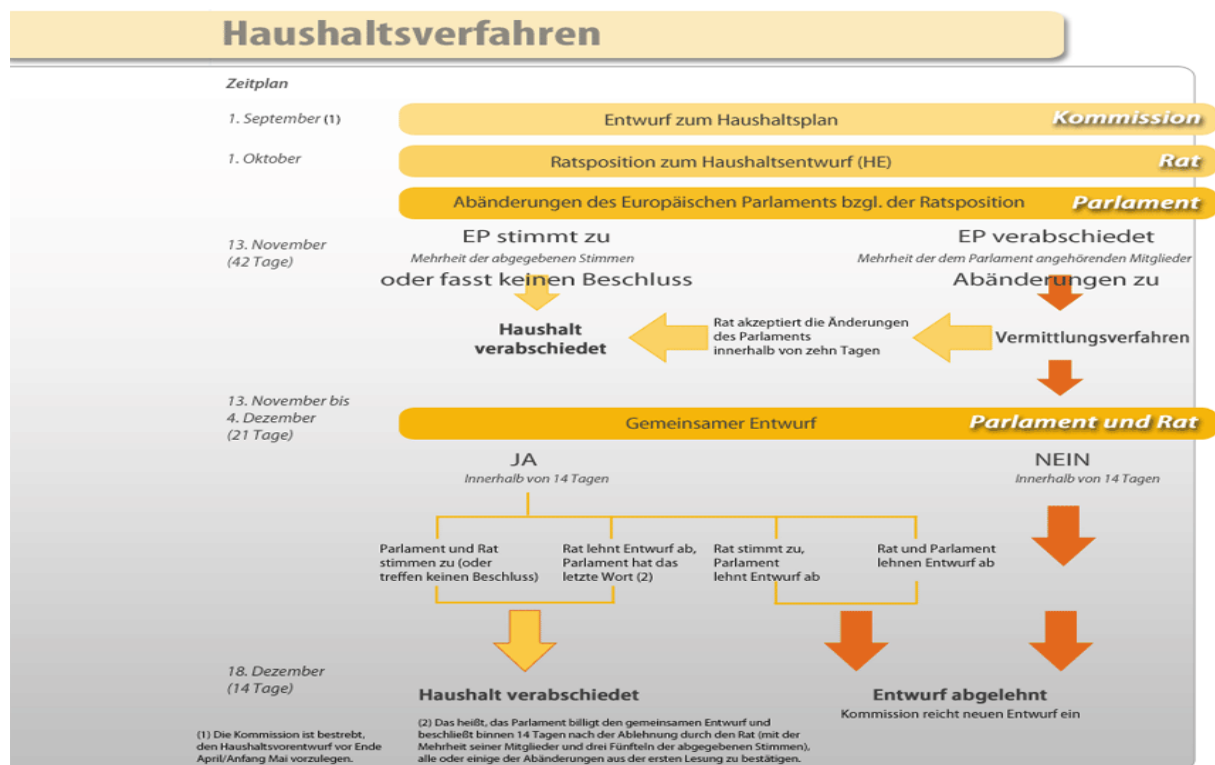 Haushaltsverfahren
Zeitplan
1. September (1)
Entwurf zum Haushaltsplan
Kommission
1. Oktober
Ratsposition zum Haushaltsentwurf (HE)
Rat
Abänderungen des Europäischen Parlaments bzgl. der Ratsposition
Parlament
13. November
(42 Tage)
EP stimmt zu
Mehrheit der abgegebenen Stimmen
oder fasst keinen Beschluss
EP verabschiedet
Mehrheit der dem Parlament angehörenden Mitglieder
Abänderungen zu
Haushalt
verabschiedet
Rat akzeptiert die Änderungen
des Parlaments
innerhalb von zehn Tagen
Vermittlungsverfahren
13. November bis
4. Dezember
(21 Tage)
Gemeinsamer Entwurf
Parlament und Rat
JA
Innerhalb von 14 Tagen
NEIN
Innerhalb von 14 Tagen
Parlament und Rat
stimmen zu (oder
treffen keinen Beschluss)
Rat lehnt Entwurf ab,
Parlament hat das
letzte Wort (2)
Rat stimmt zu,
Parlament
lehnt Entwurf ab
Rat und Parlament
lehnen Entwurf ab
18. Dezember
(14 Tage)
Haushalt verabschiedet
Entwurf abgelehnt
Kommission reicht neuen Entwurf ein
(1) Die Kommission ist bestrebt,
den Haushaltsvorentwurf vor Ende
April/Anfang Mai vorzulegen.
(2) Das heißt, das Parlament billigt den gemeinsamen Entwurf und
beschließt binnen 14 Tagen nach der Ablehnung durch den Rat (mit der
Mehrheit seiner Mitglieder und drei Fünfteln der abgegebenen Stimmen),
alle oder einige der Abänderungen aus der ersten Lesung zu bestätigen.